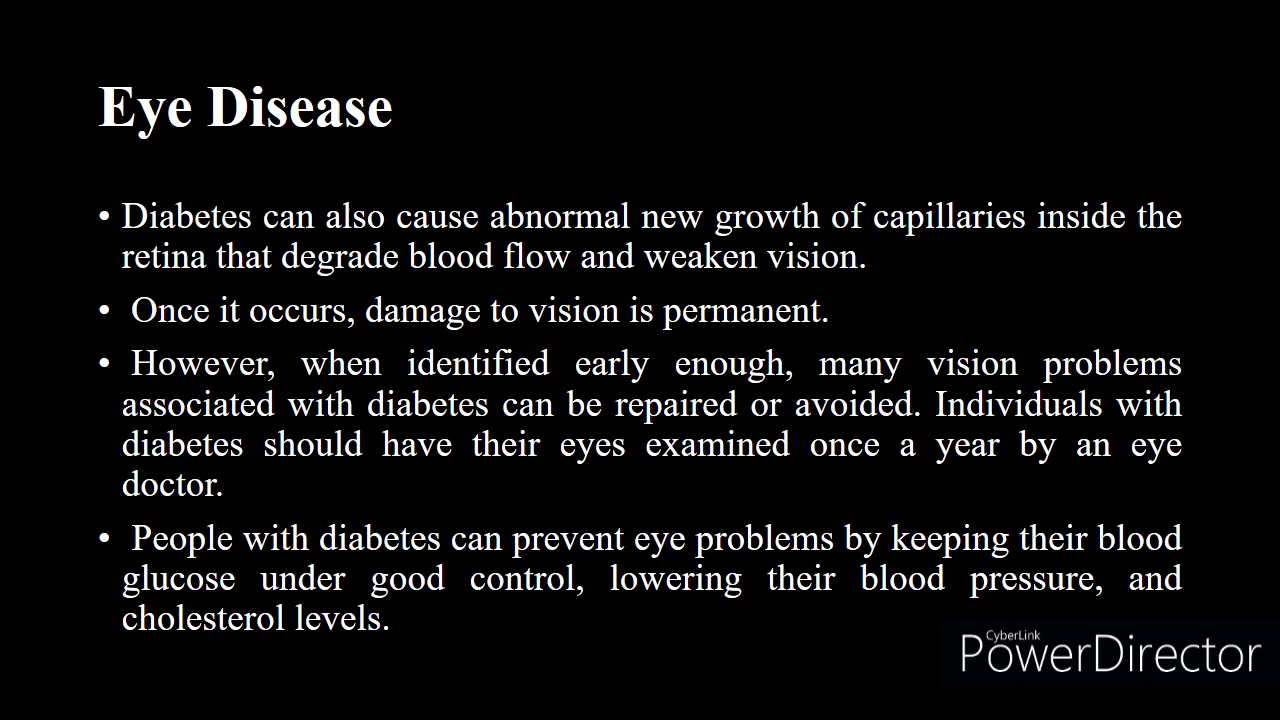 Eye Disease
• Diabetes can also cause abnormal new growth of capillaries inside the
retina that degrade blood flow and weaken vision.
• Once it occurs, damage to vision is permanent.
• However, when identified early enough, many vision problems
associated with diabetes can be repaired or avoided. Individuals with
diabetes should have their eyes examined once a year by an eye
doctor.
• People with diabetes can prevent eye problems by keeping their blood
glucose under good control, lowering their blood pressure, and
cholesterol levels.
CyberLink
PowerDirector